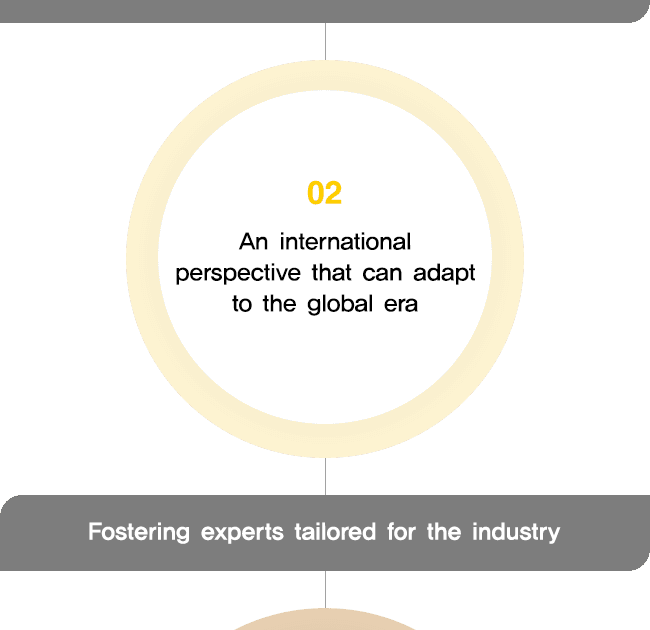 02
An international
perspective that can adapt
to the global era
Fostering experts tailored for the industry